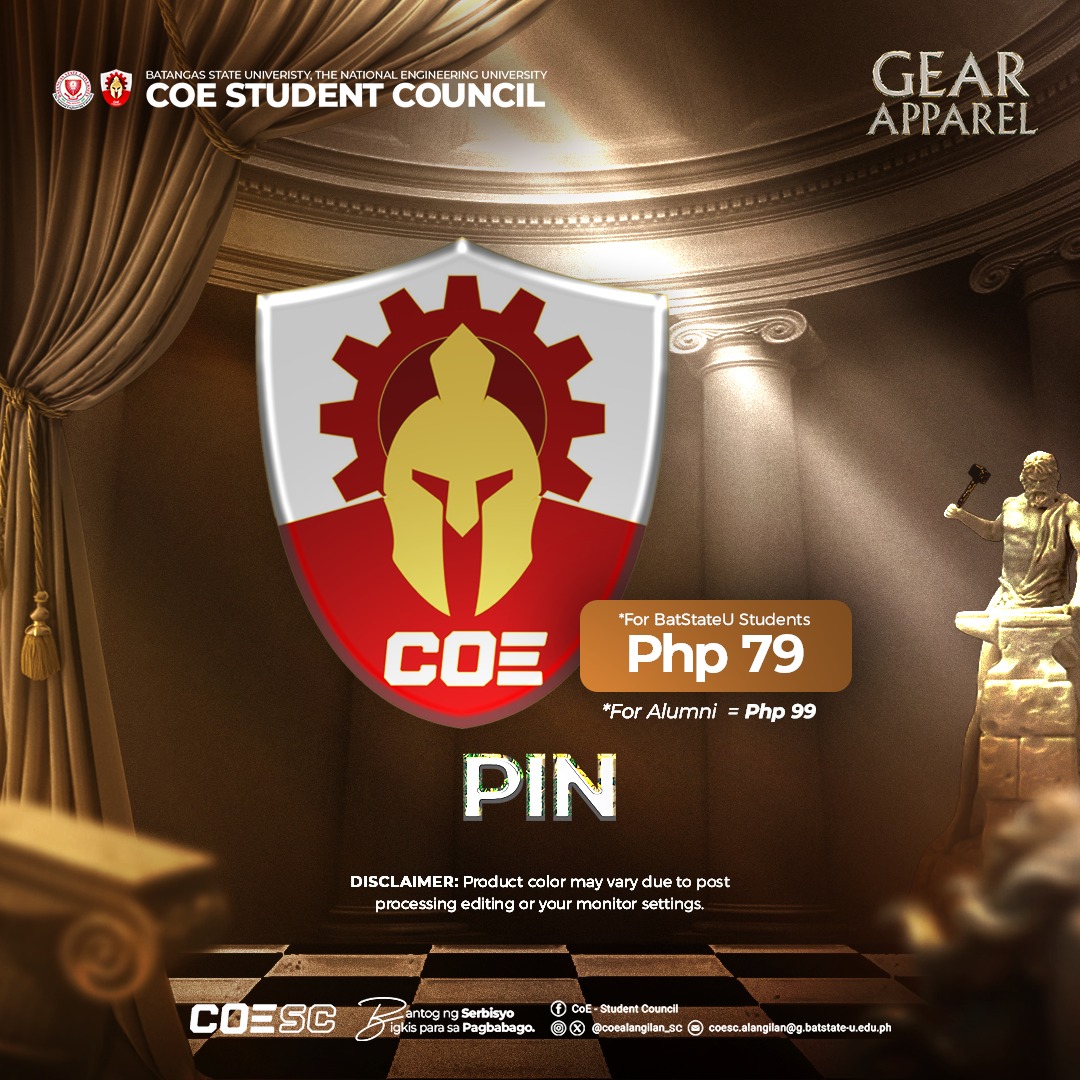 BATANGAS STATE UNIVERISTY, THE NATIONAL ENGINEERING UNIVERSITY
COE STUDENT COUNCIL
GEAR
APPAREL
COE
*For BatStateU Students
Php 79
*For Alumni = Php 99
PIN
DISCLAIMER: Product color may vary due to post
processing editing or your monitor settings.
COESC
Bantog ng Serbisyo
Bigkis para sa Pagbabago.
CoE - Student Council
@coealangilan_sc
coesc.alangilan@g.batstate-u.edu.ph